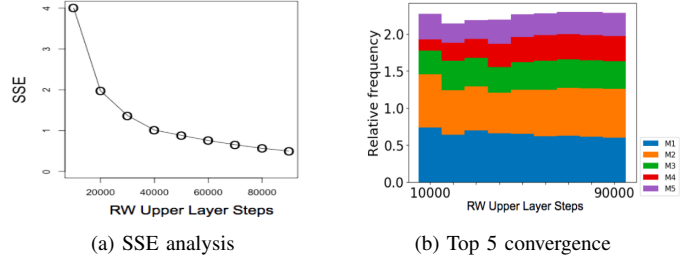 4
3
2
1
0
SSE
20000 40000 60000 80000
RW Upper Layer Steps
(a) SSE analysis
2.0
1.5
1.0
0.5
0.0
Relative frequency
10000 90000
RW Upper Layer Steps
M1
M2
M3
M4
M5
(b) Top 5 convergence